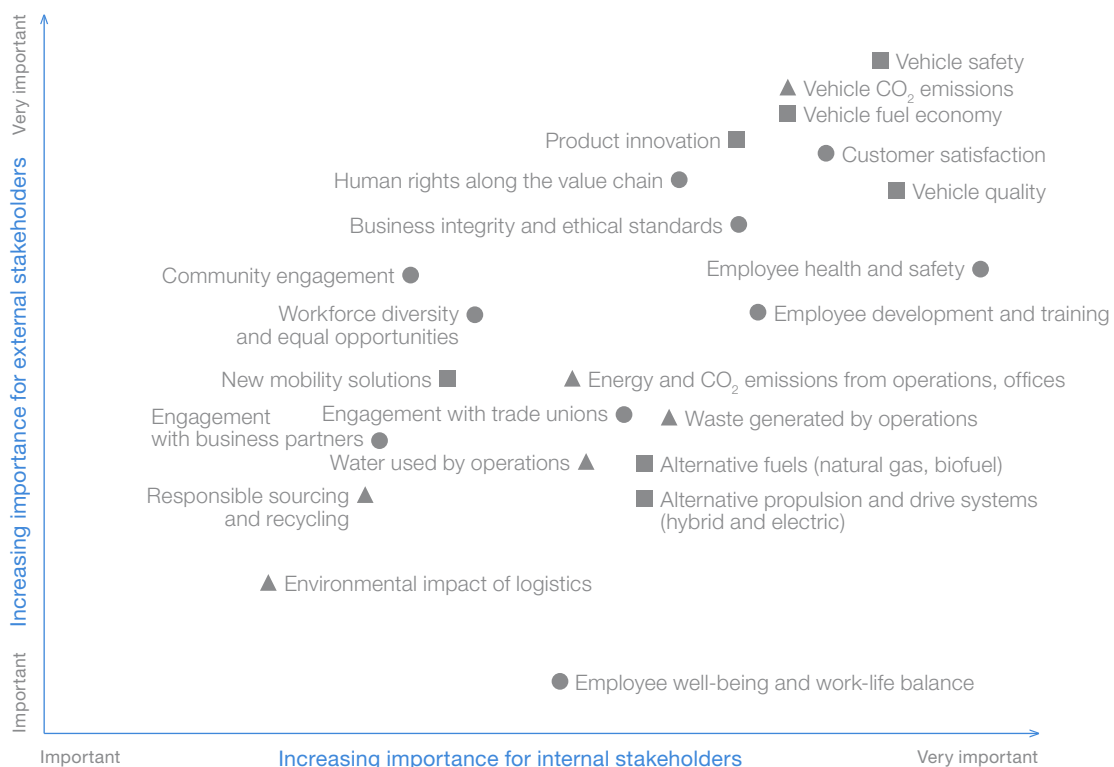 Very important
Increasing importance for external stakeholders
Important
Vehicle safety
Vehicle CO₂ emissions
Vehicle fuel economy
Product innovation
Customer satisfaction
Human rights along the value chain
Vehicle quality
Business integrity and ethical standards
Community engagement
Employee health and safety
Workforce diversity
and equal opportunities
Employee development and training
New mobility solutions
Energy and CO₂ emissions from operations, offices
Engagement
with business partners
Engagement with trade unions
Waste generated by operations
Water used by operations
Alternative fuels (natural gas, biofuel)
Responsible sourcing
and recycling
Alternative propulsion and drive systems
(hybrid and electric)
Environmental impact of logistics
Employee well-being and work-life balance
Important
Increasing importance for internal stakeholders
Very important